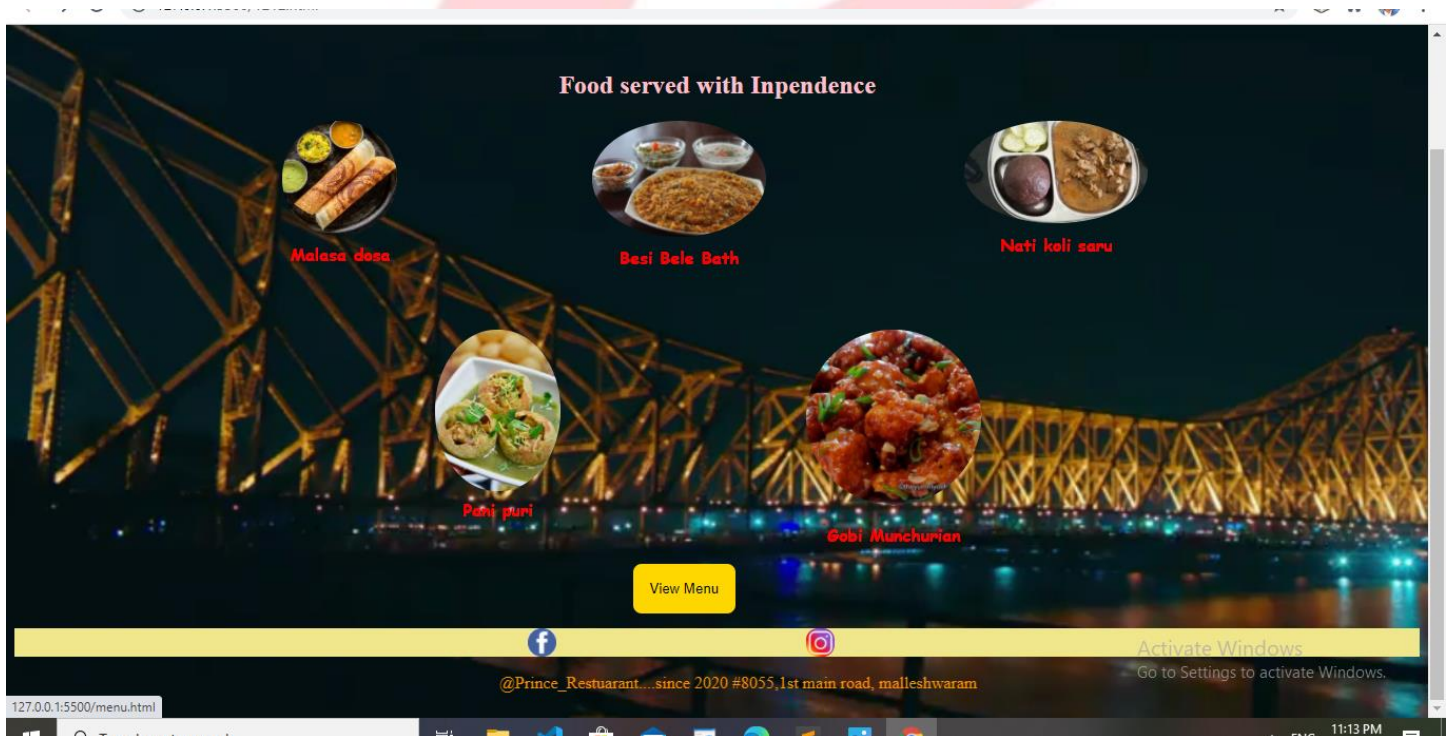 Food served with Inpendence
Malasa dosa
Besi Bele Bath
Nati koli saru
Pani puri
Gobi Munchurian
View Menu
Activate Windows
Go to Settings to activate Windows.
@Prince_Restuarant....since 2020 #8055,1st main road, malleshwaram
127.0.0.1:5500/menu.html
11:13 PM
ENG